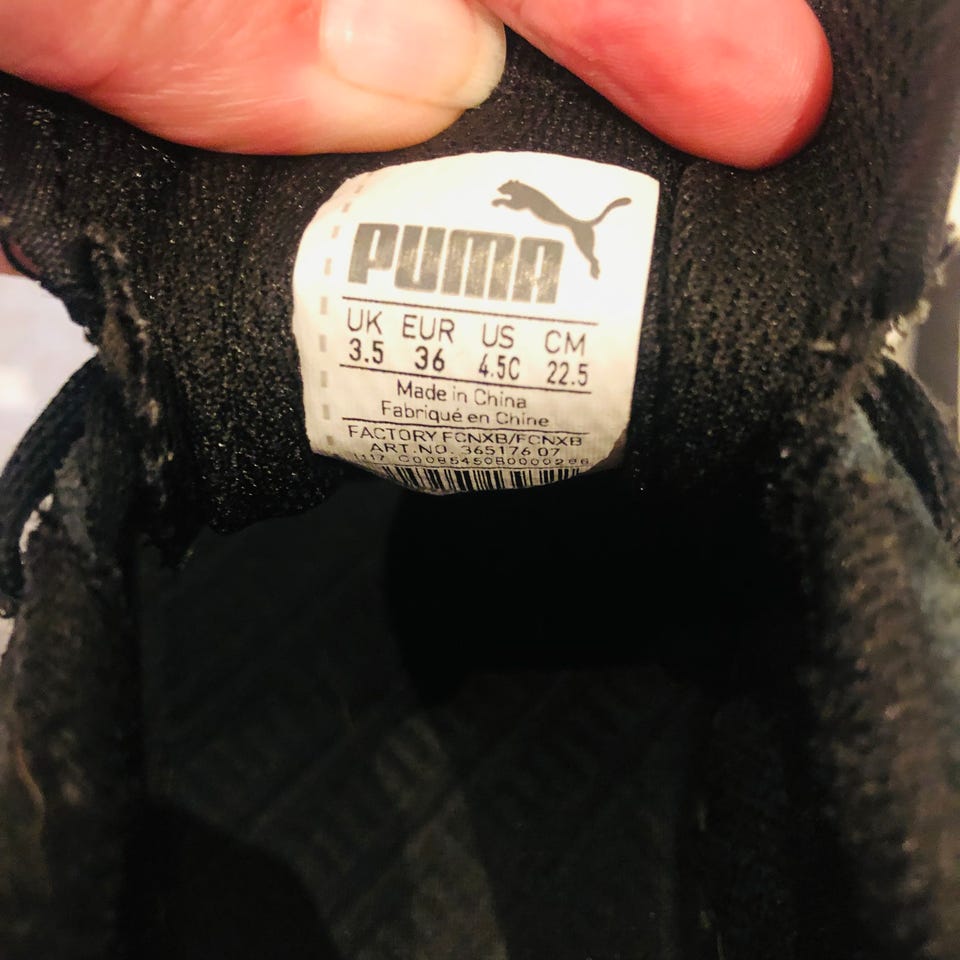 PUMA
UK EUR US CM
3.5 36 4.5C 22.5
Made in China
Fabriqué en Chine
FACTORY FCNXB/FCNXB
ART.NO. 365176 07